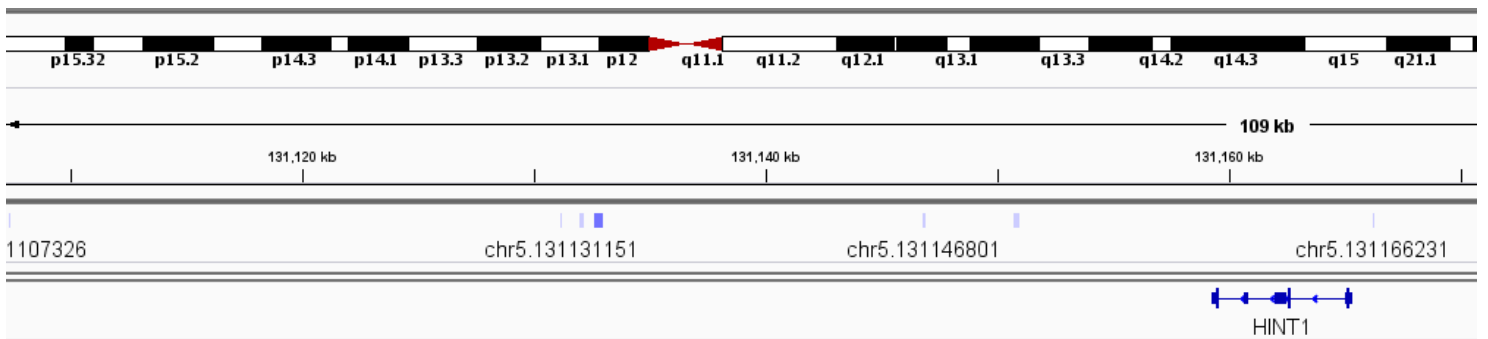 p15.32 p15.2 p14.3 p14.1 p13.3 p13.2 p13.1 p12 q11.1 q11.2 q12.1 q13.1 q13.3 q14.2 q14.3 q15 q21.1
109 kb
131,120 kb 131,140 kb 131,160 kb
1107326 chr5.131131151 chr5.131146801 chr5.131166231
HINT1